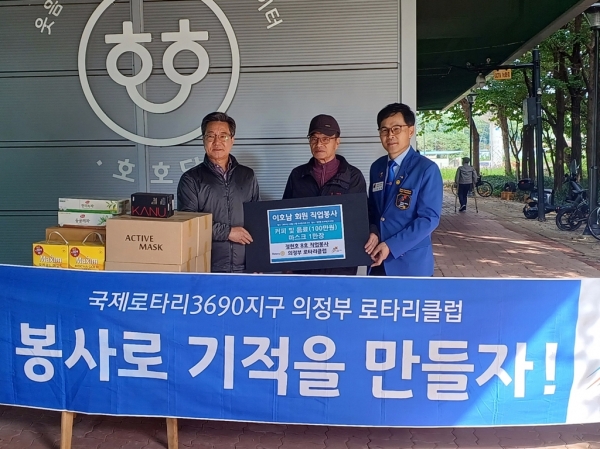 이호남 회원 직업봉사
커피 및 음료(100만원)
마스크 1만장
의정부 로타리클럽
KANU
ACTIVE
MASK
Maxim
Maxim
국제로타리3690지구 의정부 로타리클럽
봉사로 기적을 만들자!